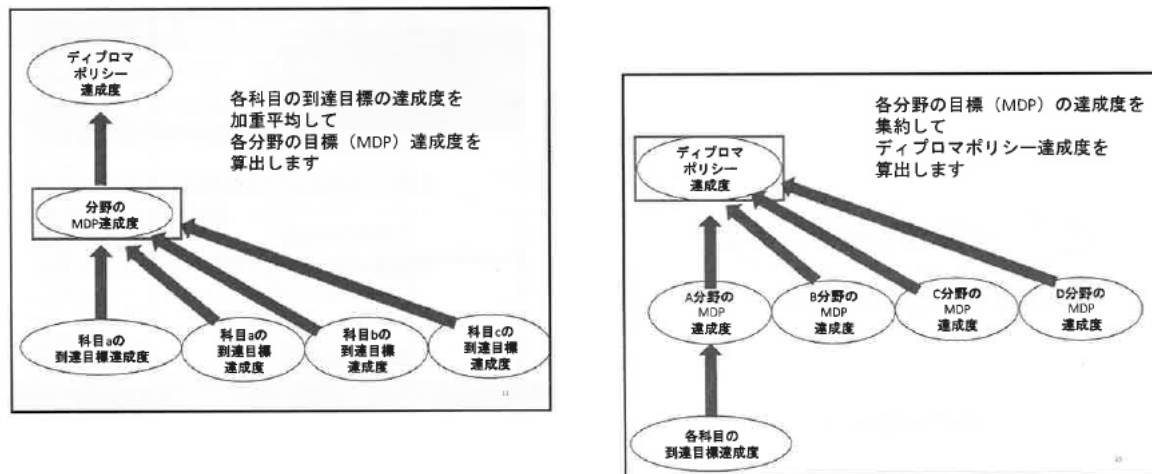 ディプロマ
ポリシー
達成度
各科目の到達目標の達成度を
加重平均して
各分野の目標（MDP）達成度を
算出します
分野の
MDP達成度
科目aの
到達目標達成度
科目aの
到達目標
達成度
科目bの
到達目標
達成度
科目cの
到達目標
達成度
各分野の目標（MDP）の達成度を
集約して
ディプロマポリシー達成度を
算出します
ディプロマ
ポリシー
達成度
A分野の
MDP
達成度
B分野の
MDP
達成度
C分野の
MDP
達成度
D分野の
MDP
達成度
各科目の
到達目標達成度